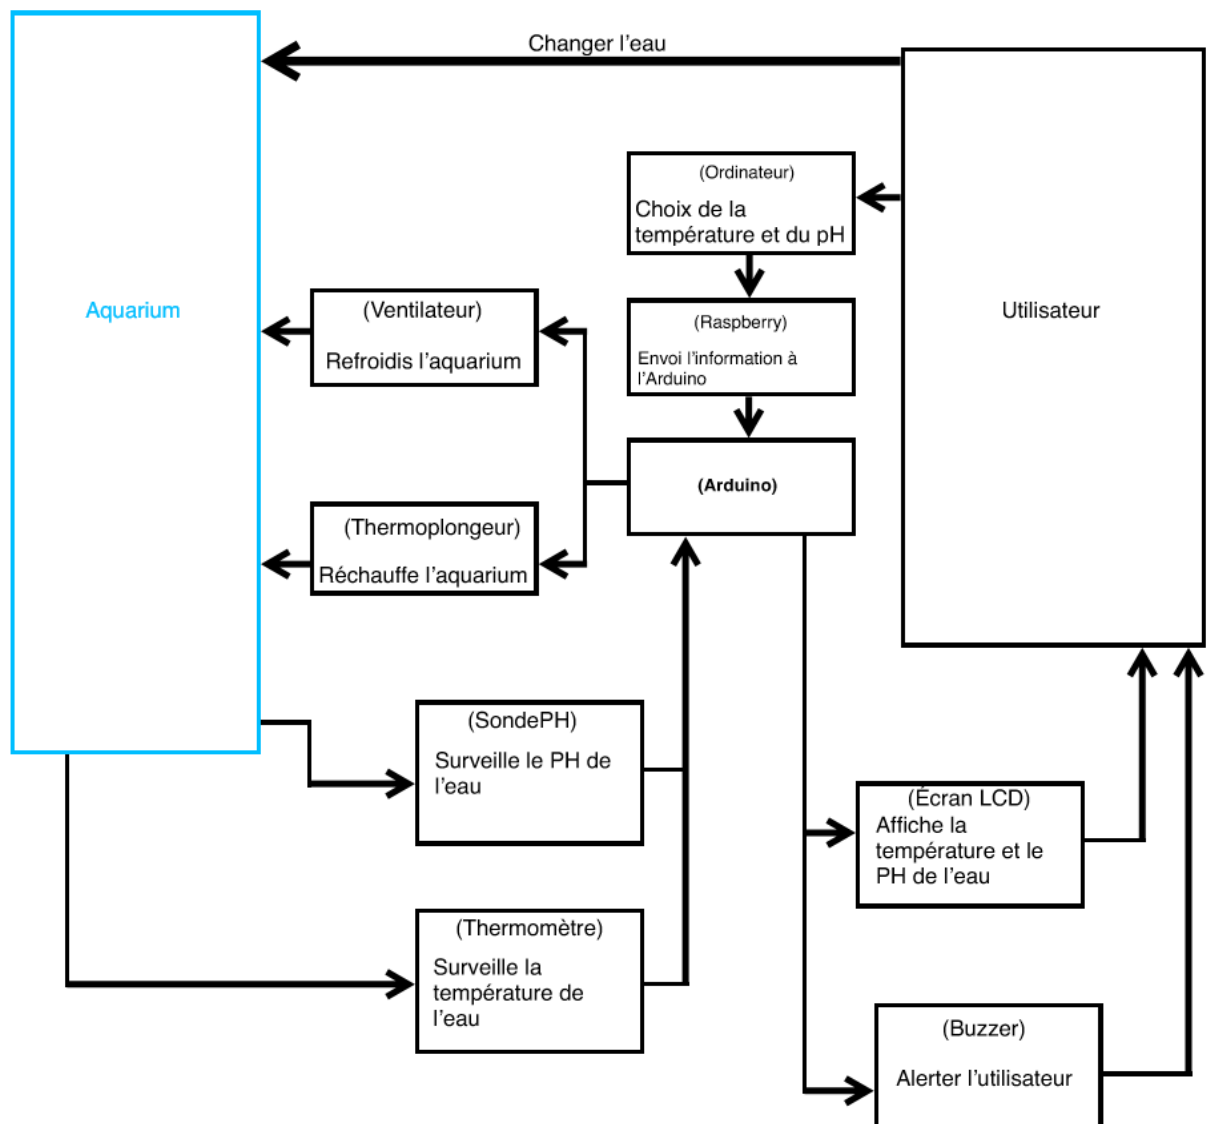 Changer l'eau
(Ordinateur)
Choix de la
température et du pH
Aquarium
(Ventilateur)
Refroidis l'aquarium
(Raspberry)
Envoi l'information à
l'Arduino
Utilisateur
(Arduino)
(Thermoplongeur)
Réchauffe l'aquarium
(SondePH)
Surveille le PH de
l'eau
(Écran LCD)
Affiche la
température et le
PH de l'eau
(Thermomètre)
Surveille la
température de
l'eau
(Buzzer)
Alerter l'utilisateur